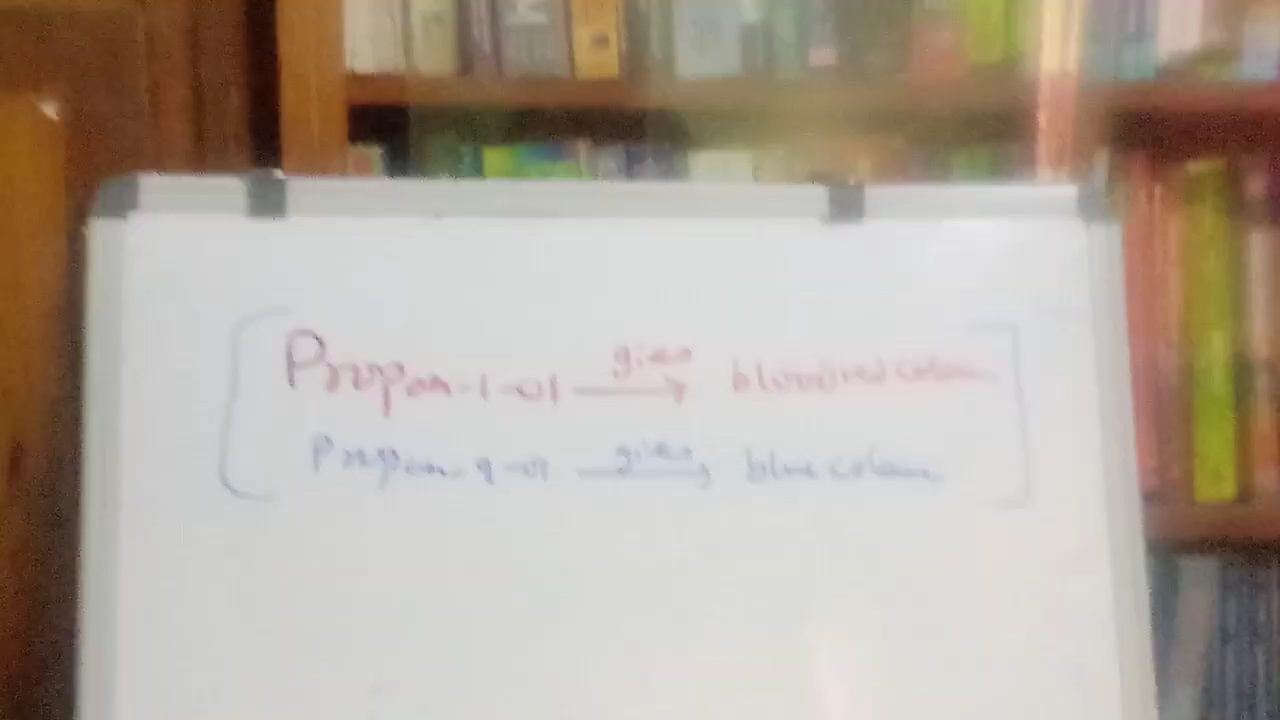 Propan-1-ol gives → blood red colour
Propan-2-ol gives → blue colour